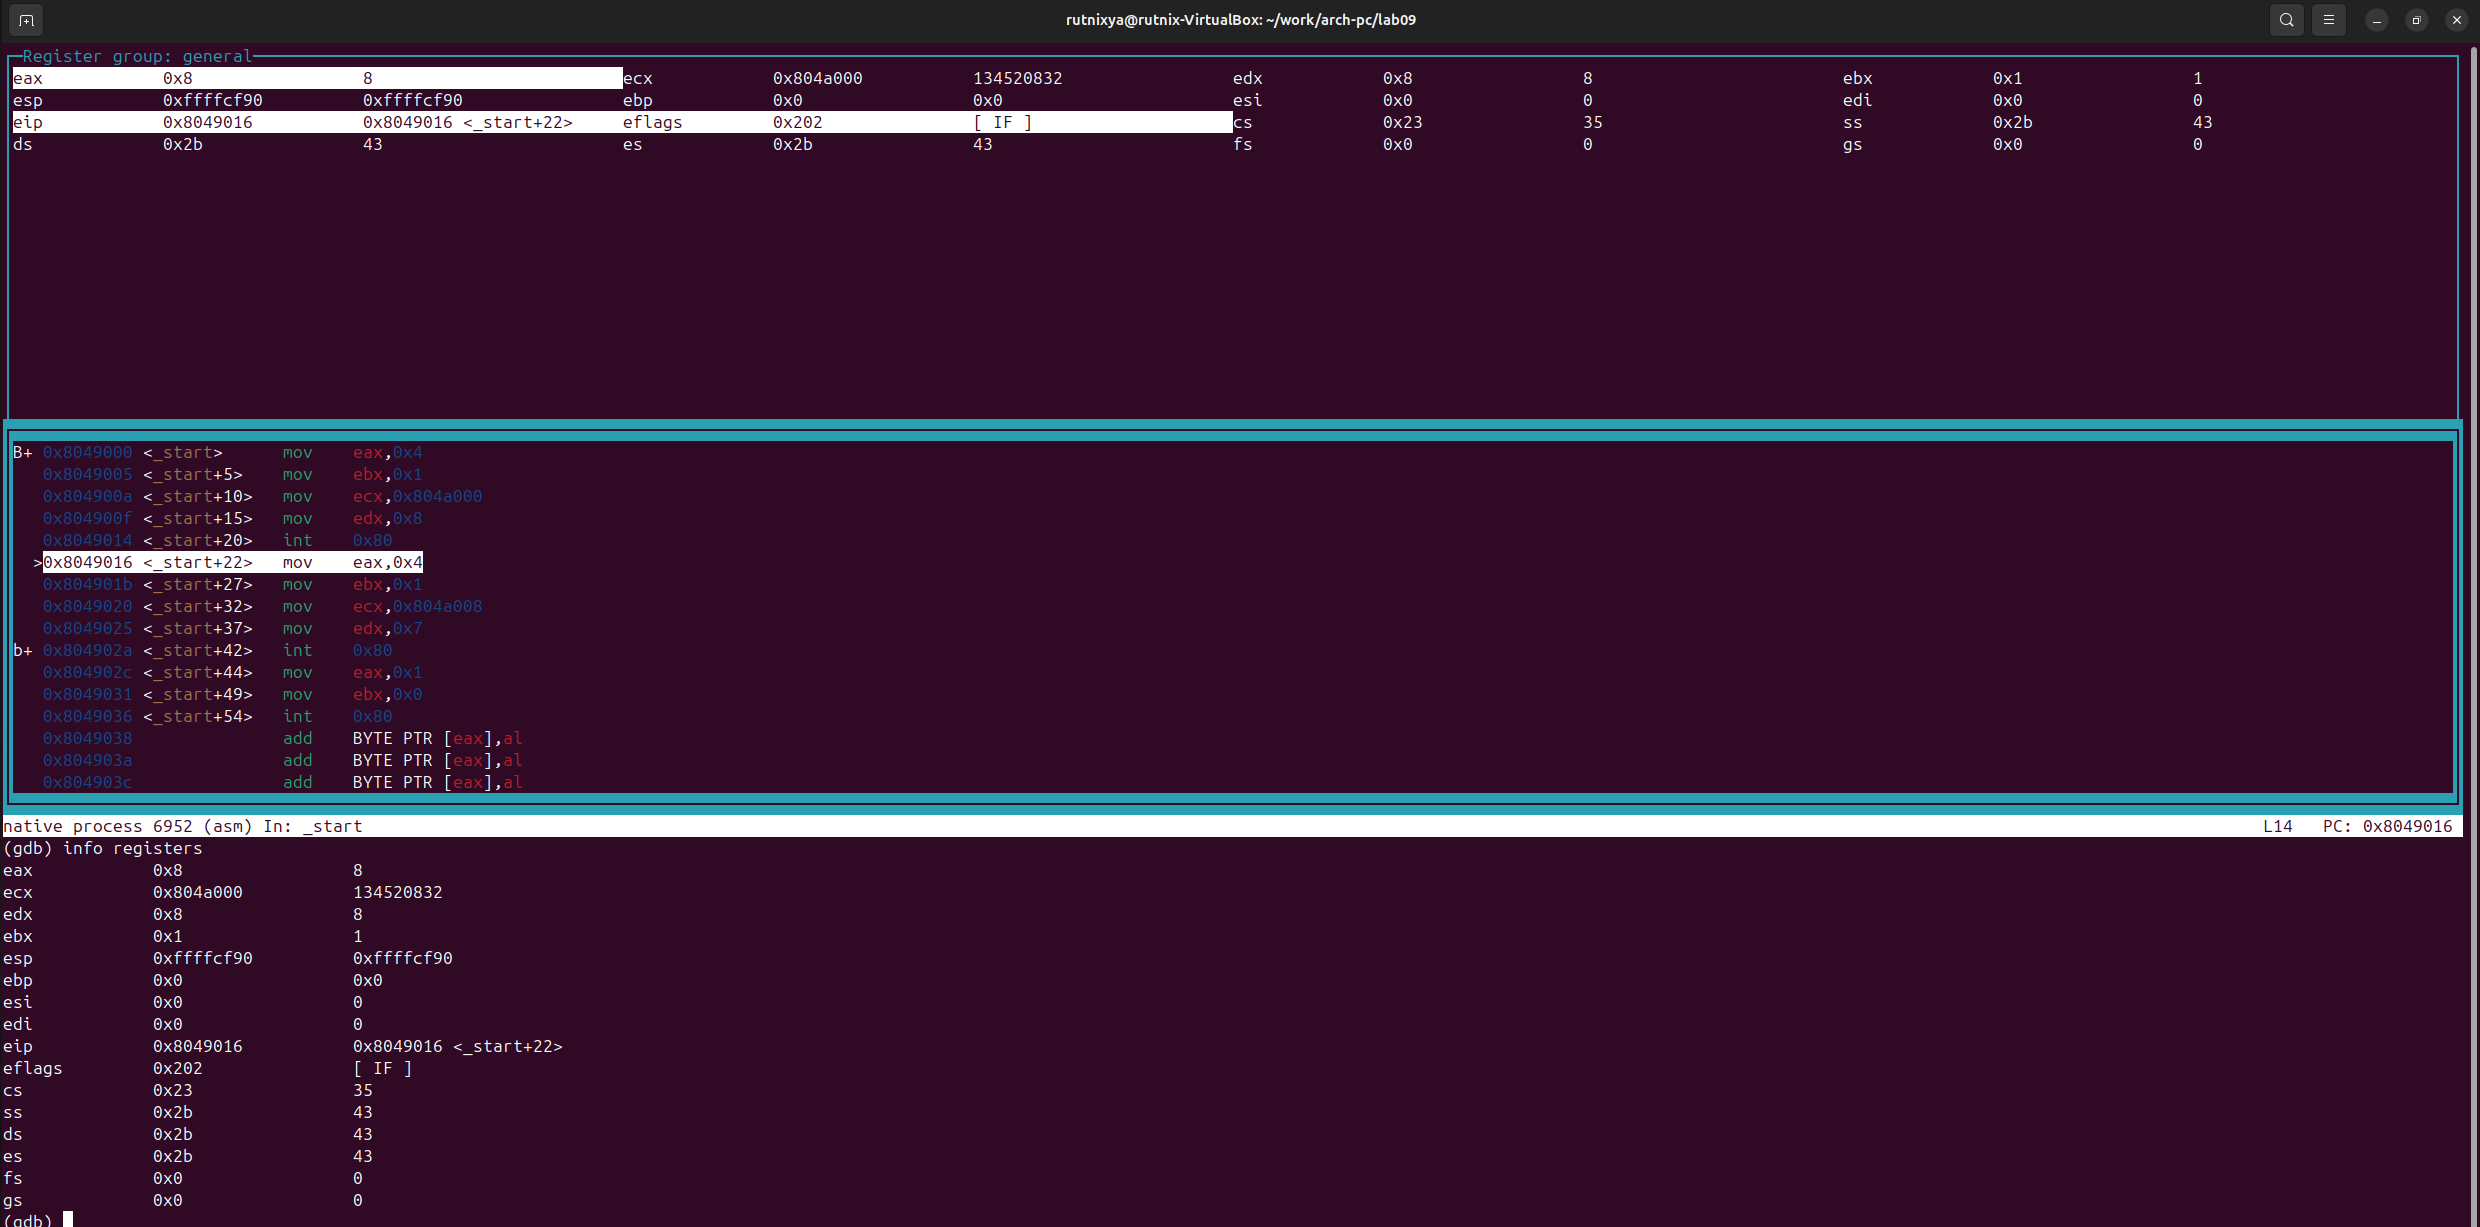 rutnixya@rutnix-VirtualBox: ~/work/arch-pc/lab09
Register group: general
eax 0x8 8 ecx 0x804a000 134520832 edx 0x8 8 ebx 0x1 1
esp 0xffffcf90 0xffffcf90 ebp 0x0 0x0 esi 0x0 0 edi 0x0 0
eip 0x8049016 0x8049016 <_start+22> eflags 0x202 [ IF ] cs 0x23 35 ss 0x2b 43
ds 0x2b 43 es 0x2b 43 fs 0x0 0 gs 0x0 0
B+ 0x8049000 <_start> mov eax,0x4
0x8049005 <_start+5> mov ebx,0x1
0x804900a <_start+10> mov ecx,0x804a000
0x804900f <_start+15> mov edx,0x8
0x8049014 <_start+20> int 0x80
>0x8049016 <_start+22> mov eax,0x4
0x804901b <_start+27> mov ebx,0x1
0x8049020 <_start+32> mov ecx,0x804a008
0x8049025 <_start+37> mov edx,0x7
b+ 0x804902a <_start+42> int 0x80
0x804902c <_start+44> mov eax,0x1
0x8049031 <_start+49> mov ebx,0x0
0x8049036 <_start+54> int 0x80
0x8049038 add BYTE PTR [eax],al
0x804903a add BYTE PTR [eax],al
0x804903c add BYTE PTR [eax],al
native process 6952 (asm) In: _start L14 PC: 0x8049016
(gdb) info registers
eax 0x8 8
ecx 0x804a000 134520832
edx 0x8 8
ebx 0x1 1
esp 0xffffcf90 0xffffcf90
ebp 0x0 0x0
esi 0x0 0
edi 0x0 0
eip 0x8049016 0x8049016 <_start+22>
eflags 0x202 [ IF ]
cs 0x23 35
ss 0x2b 43
ds 0x2b 43
es 0x2b 43
fs 0x0 0
gs 0x0 0
(gdb)